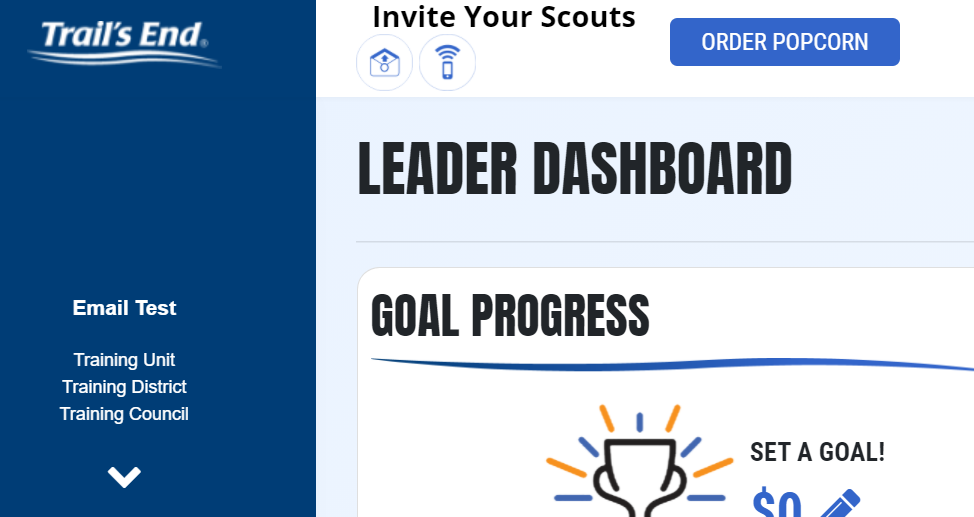 Trail's End®
Invite Your Scouts
ORDER POPCORN
LEADER DASHBOARD
Email Test
Training Unit
Training District
Training Council
GOAL PROGRESS
SET A GOAL!
$0